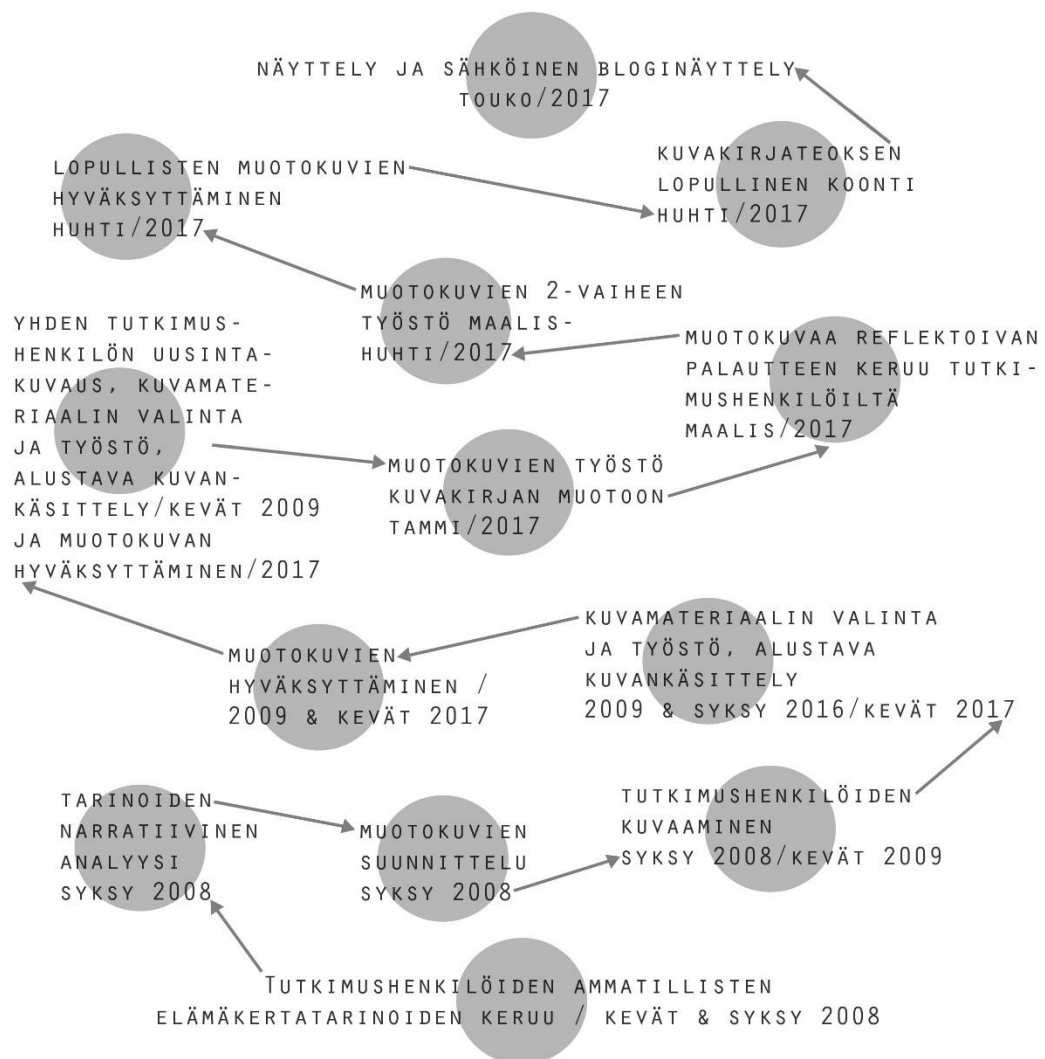 NÄYTTELY JA SÄHKÖINEN BLOGINÄYTTELY
TOUKO/2017
LOPULLISTEN MUOTOKUVIEN
HYVÄKSYTTÄMINEN
HUHTI/2017
KUVAKIRJATEOKSEN
LOPULLINEN KOONTI
HUHTI/2017
MUOTOKUVIEN 2-VAIHEEN
TYÖSTÖ MAALIS-
HUHTI/2017
MUOTOKUVAA REFLEKTOIVAN
PALAUTTEEN KERUU TUTKI-
MUSHENKILÖILTÄ
MAALIS/2017
YHDEN TUTKIMUS-
HENKILÖN UUSINTA-
KUVAUS, KUVAMATE-
RIAALIN VALINTA
JA TYÖSTÖ,
ALUSTAVA KUVAN-
KÄSITTELY/KEVÄT 2009
JA MUOTOKUVAN
HYVÄKSYTTÄMINEN/2017
MUOTOKUVIEN TYÖSTÖ
KUVAKIRJAN MUOTOON
TAMMI/2017
KUVAMATERIAALIN VALINTA
JA TYÖSTÖ, ALUSTAVA
KUVANKÄSITTELY
2009 & SYKSY 2016/KEVÄT 2017
MUOTOKUVIEN
HYVÄKSYTTÄMINEN /
2009 & KEVÄT 2017
TARINOIDEN
NARRATIIVINEN
ANALYYSI
SYKSY 2008
MUOTOKUVIEN
SUUNNITTELU
SYKSY 2008
TUTKIMUSHENKILÖIDEN
KUVAAMINEN
SYKSY 2008/KEVÄT 2009
TUTKIMUSHENKILÖIDEN AMMATILLISTEN
ELÄMÄKERTATARINOIDEN KERUU / KEVÄT & SYKSY 2008